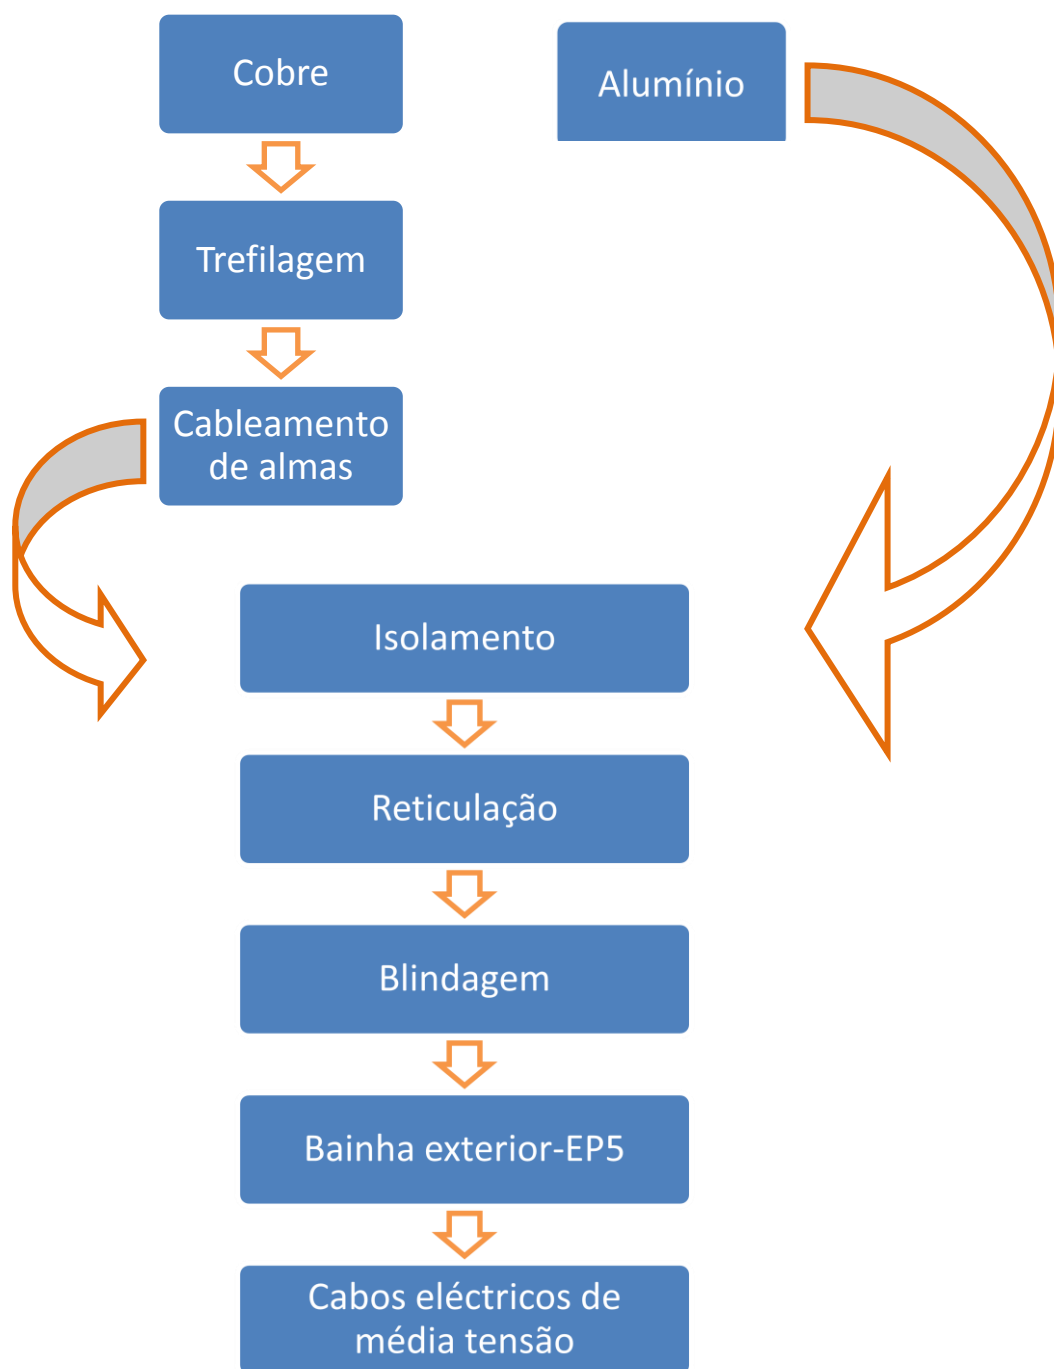 Cobre
Alumínio
Trefilagem
Cableamento
de almas
Isolamento
Reticulação
Blindagem
Bainha exterior-EP5
Cabos eléctricos de
média tensão